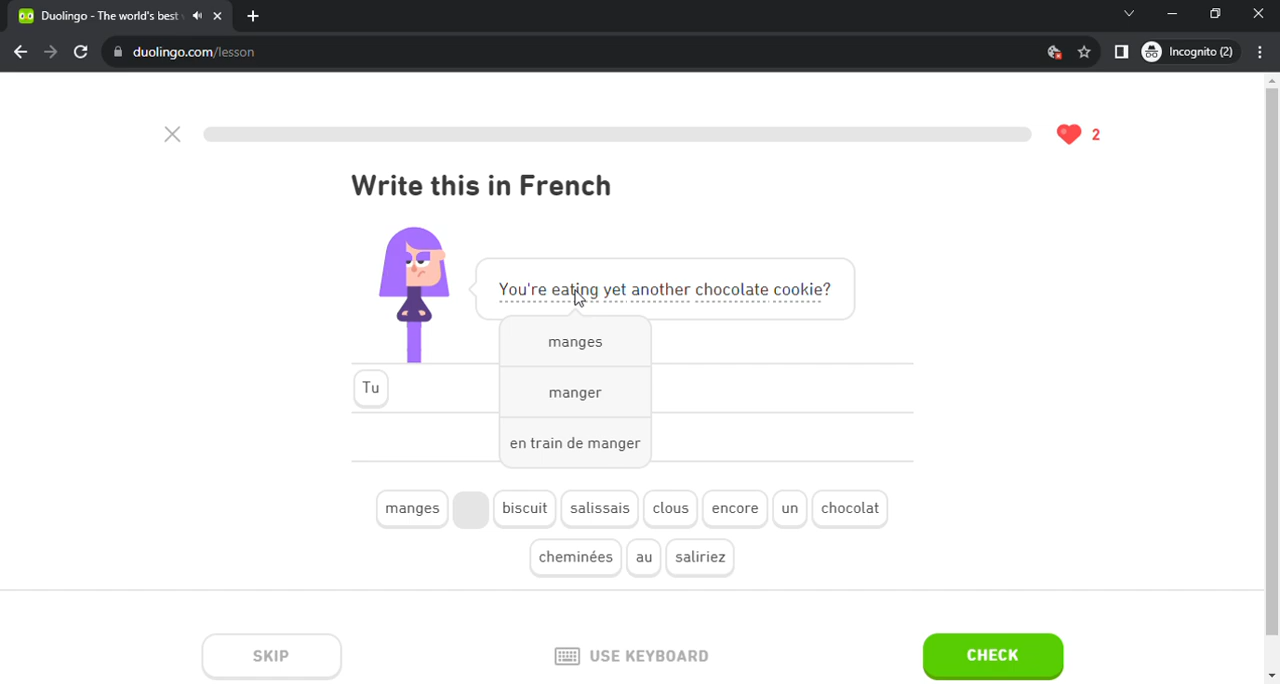 Duolingo - The world's best
duolingo.com/lesson
Incognito (2)
2
Write this in French
You're eating yet another chocolate cookie?
manges
manger
en train de manger
Tu
manges biscuit salissais clous encore un chocolat
cheminées au saliriez
SKIP USE KEYBOARD CHECK